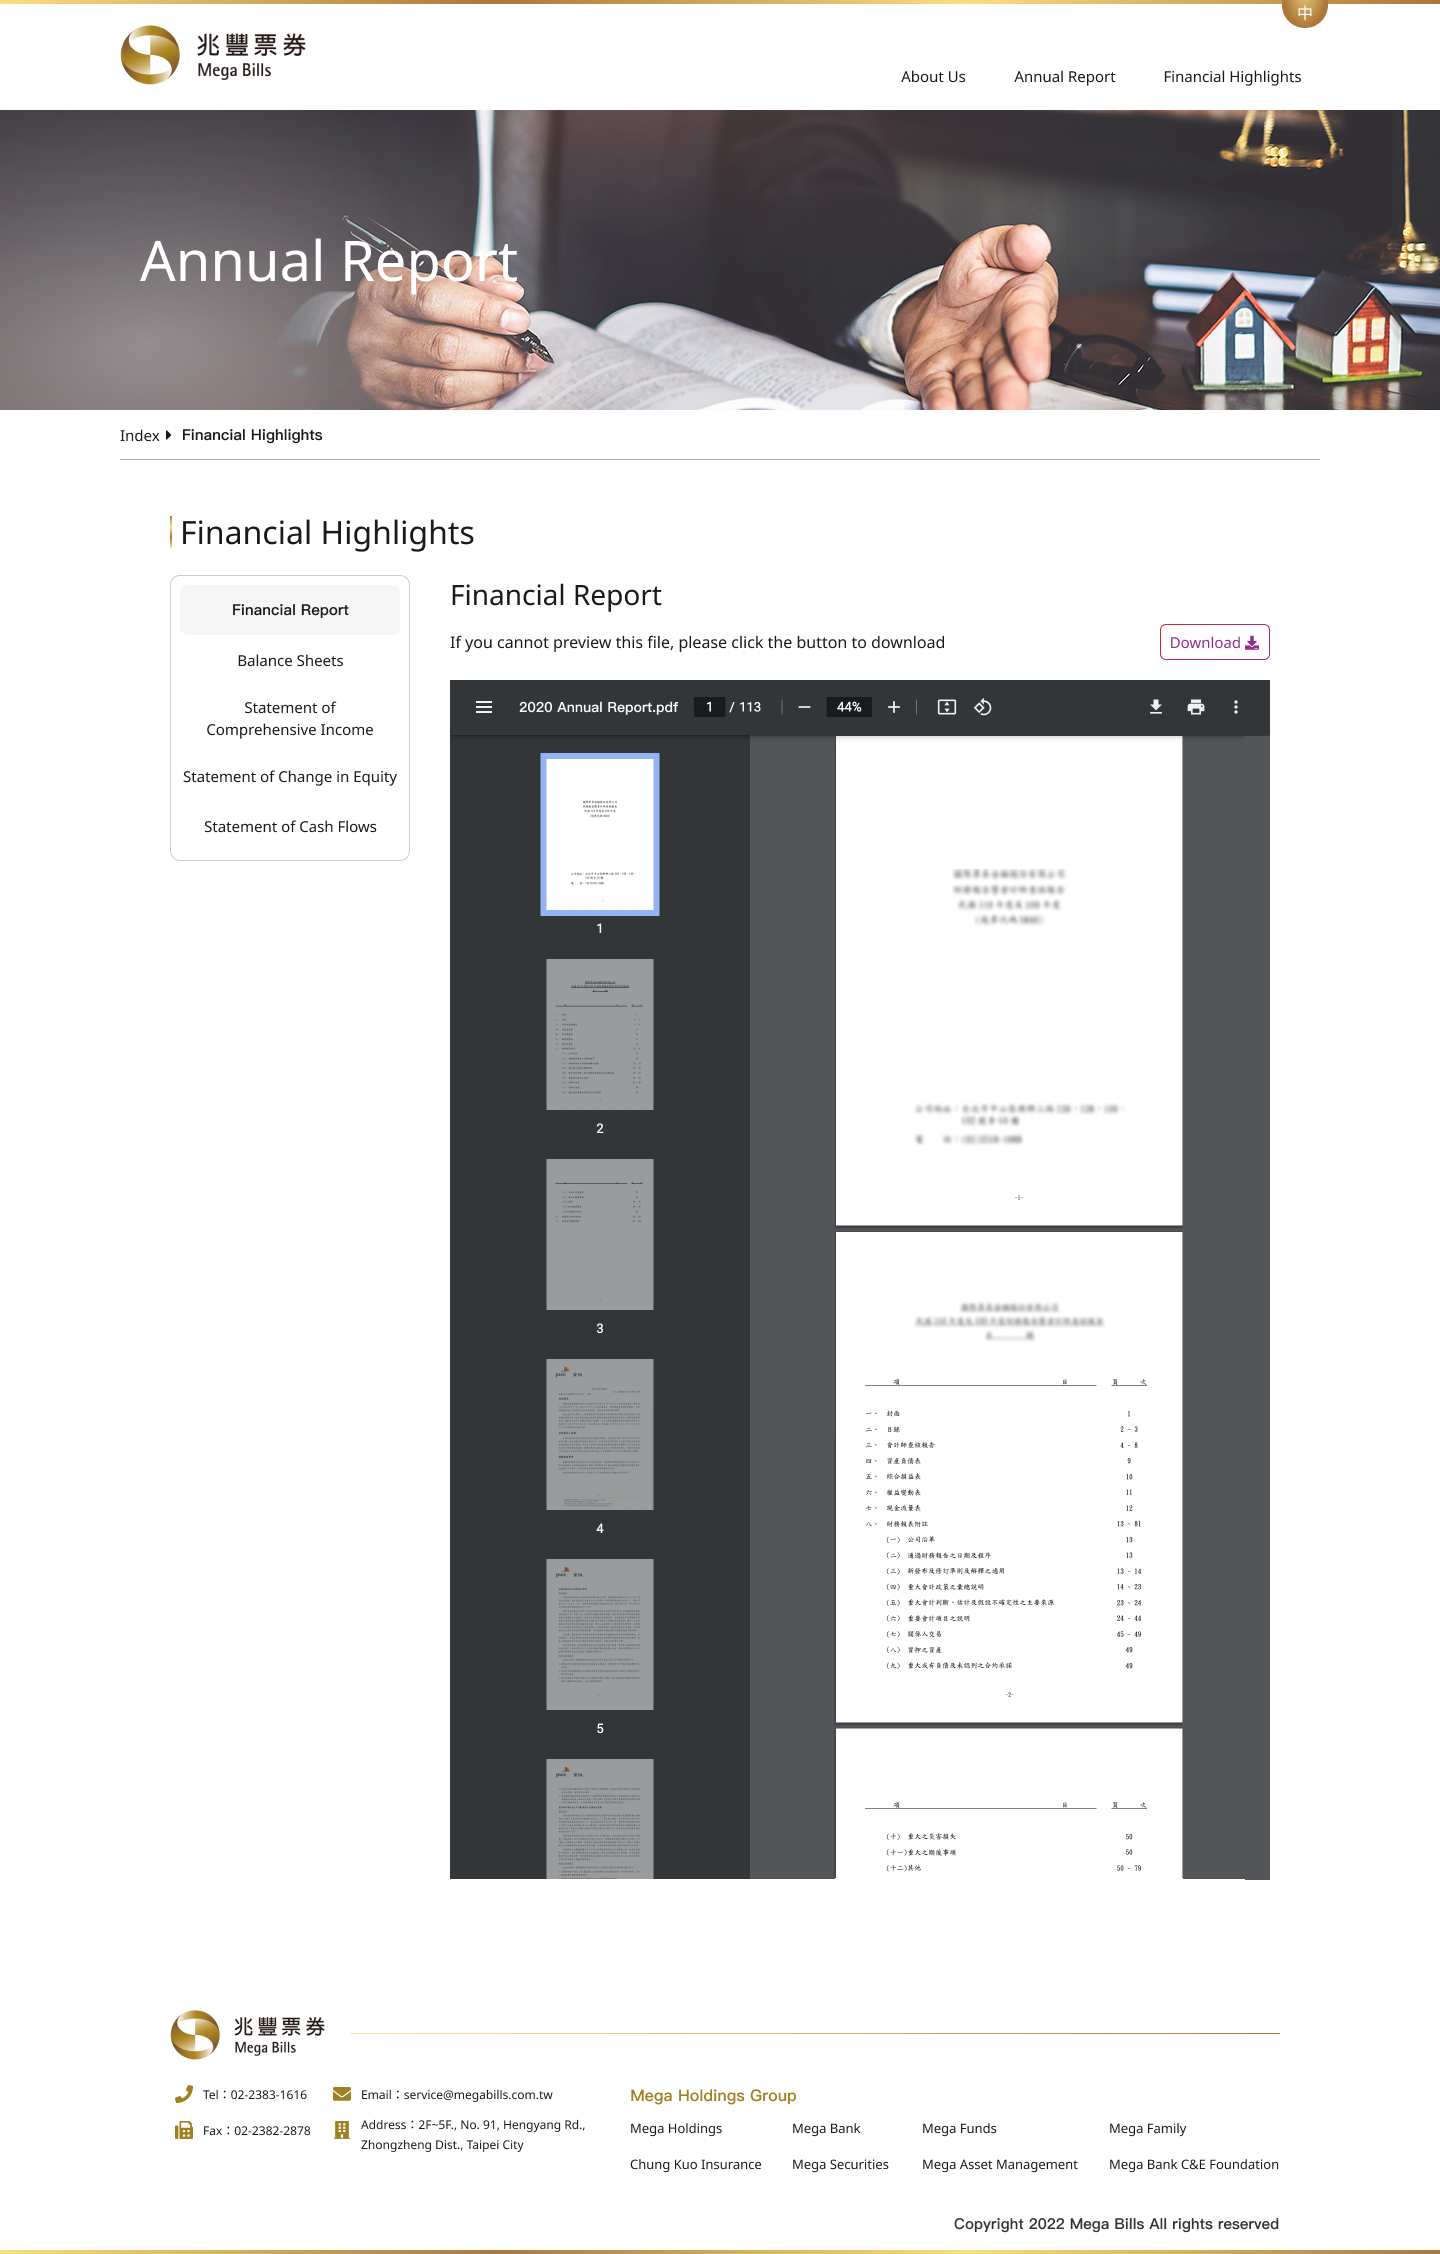 中
兆豐票券
Mega Bills
About Us
Annual Report
Financial Highlights
Annual Report
Index
Financial Highlights
Financial Highlights
Financial Report
Balance Sheets
Statement of
Comprehensive Income
Statement of Change in Equity
Statement of Cash Flows
Financial Report
If you cannot preview this file, please click the button to download
Download
2020 Annual Report.pdf 1 / 113 44%
1
2
3
4
5
-1-
項 目 頁 次
一、 封面 1
二、 目錄 2 ~ 3
三、 會計師查核報告 4 ~ 8
四、 資產負債表 9
五、 綜合損益表 10
六、 權益變動表 11
七、 現金流量表 12
八、 財務報表附註 13 ~ 81
(一) 公司沿革 13
(二) 通過財務報告之日期及程序 13
(三) 新發布及修訂準則及解釋之適用 13 ~ 14
(四) 重大會計政策之彙總說明 14 ~ 23
(五) 重大會計判斷、估計及假設不確定性之主要來源 23 ~ 24
(六) 重要會計項目之說明 24 ~ 44
(七) 關係人交易 45 ~ 49
(八) 質押之資產 49
(九) 重大或有負債及未認列之合約承諾 49
-2-
項 目 頁 次
(十) 重大之災害損失 50
(十一)重大之期後事項 50
(十二)其他 50 ~ 79
兆豐票券
Mega Bills
Tel：02-2383-1616
Email：service@megabills.com.tw
Fax：02-2382-2878
Address：2F~5F., No. 91, Hengyang Rd.,
Zhongzheng Dist., Taipei City
Mega Holdings Group
Mega Holdings
Mega Bank
Mega Funds
Mega Family
Chung Kuo Insurance
Mega Securities
Mega Asset Management
Mega Bank C&E Foundation
Copyright 2022 Mega Bills All rights reserved